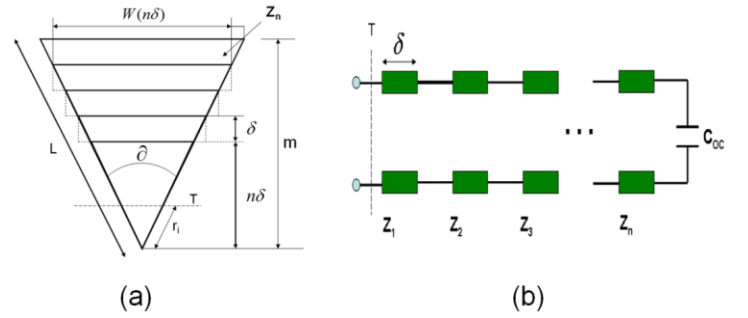 W(nδ)
Zn
L
δ
m
∂
nδ
T
ri
(a)
T
δ
...
Coc
Z1
Z2
Z3
Zn
(b)